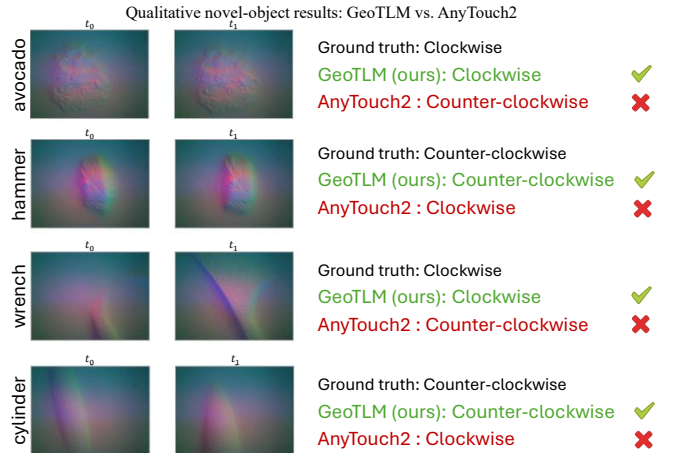 Qualitative novel-object results: GeoTLM vs. AnyTouch2
t0 t1
avocado
Ground truth: Clockwise
GeoTLM (ours): Clockwise
AnyTouch2 : Counter-clockwise
t0 t1
hammer
Ground truth: Counter-clockwise
GeoTLM (ours): Counter-clockwise
AnyTouch2 : Clockwise
t0 t1
wrench
Ground truth: Clockwise
GeoTLM (ours): Clockwise
AnyTouch2 : Counter-clockwise
t0 t1
cylinder
Ground truth: Counter-clockwise
GeoTLM (ours): Counter-clockwise
AnyTouch2 : Clockwise